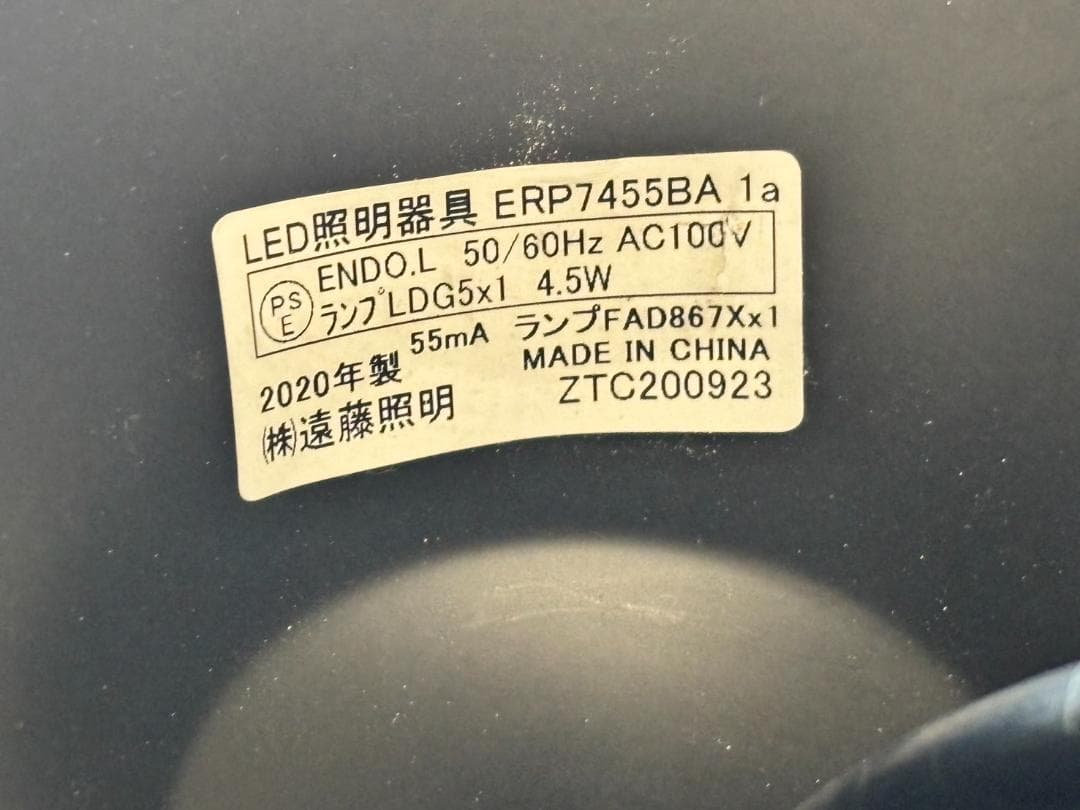 LED照明器具 ERP7455BA 1a
PS E ENDO.L 50/60Hz AC100V
ランプLDG5x1 4.5W
55mA ランプFAD867Xx1
2020年製 MADE IN CHINA
㈱遠藤照明 ZTC200923